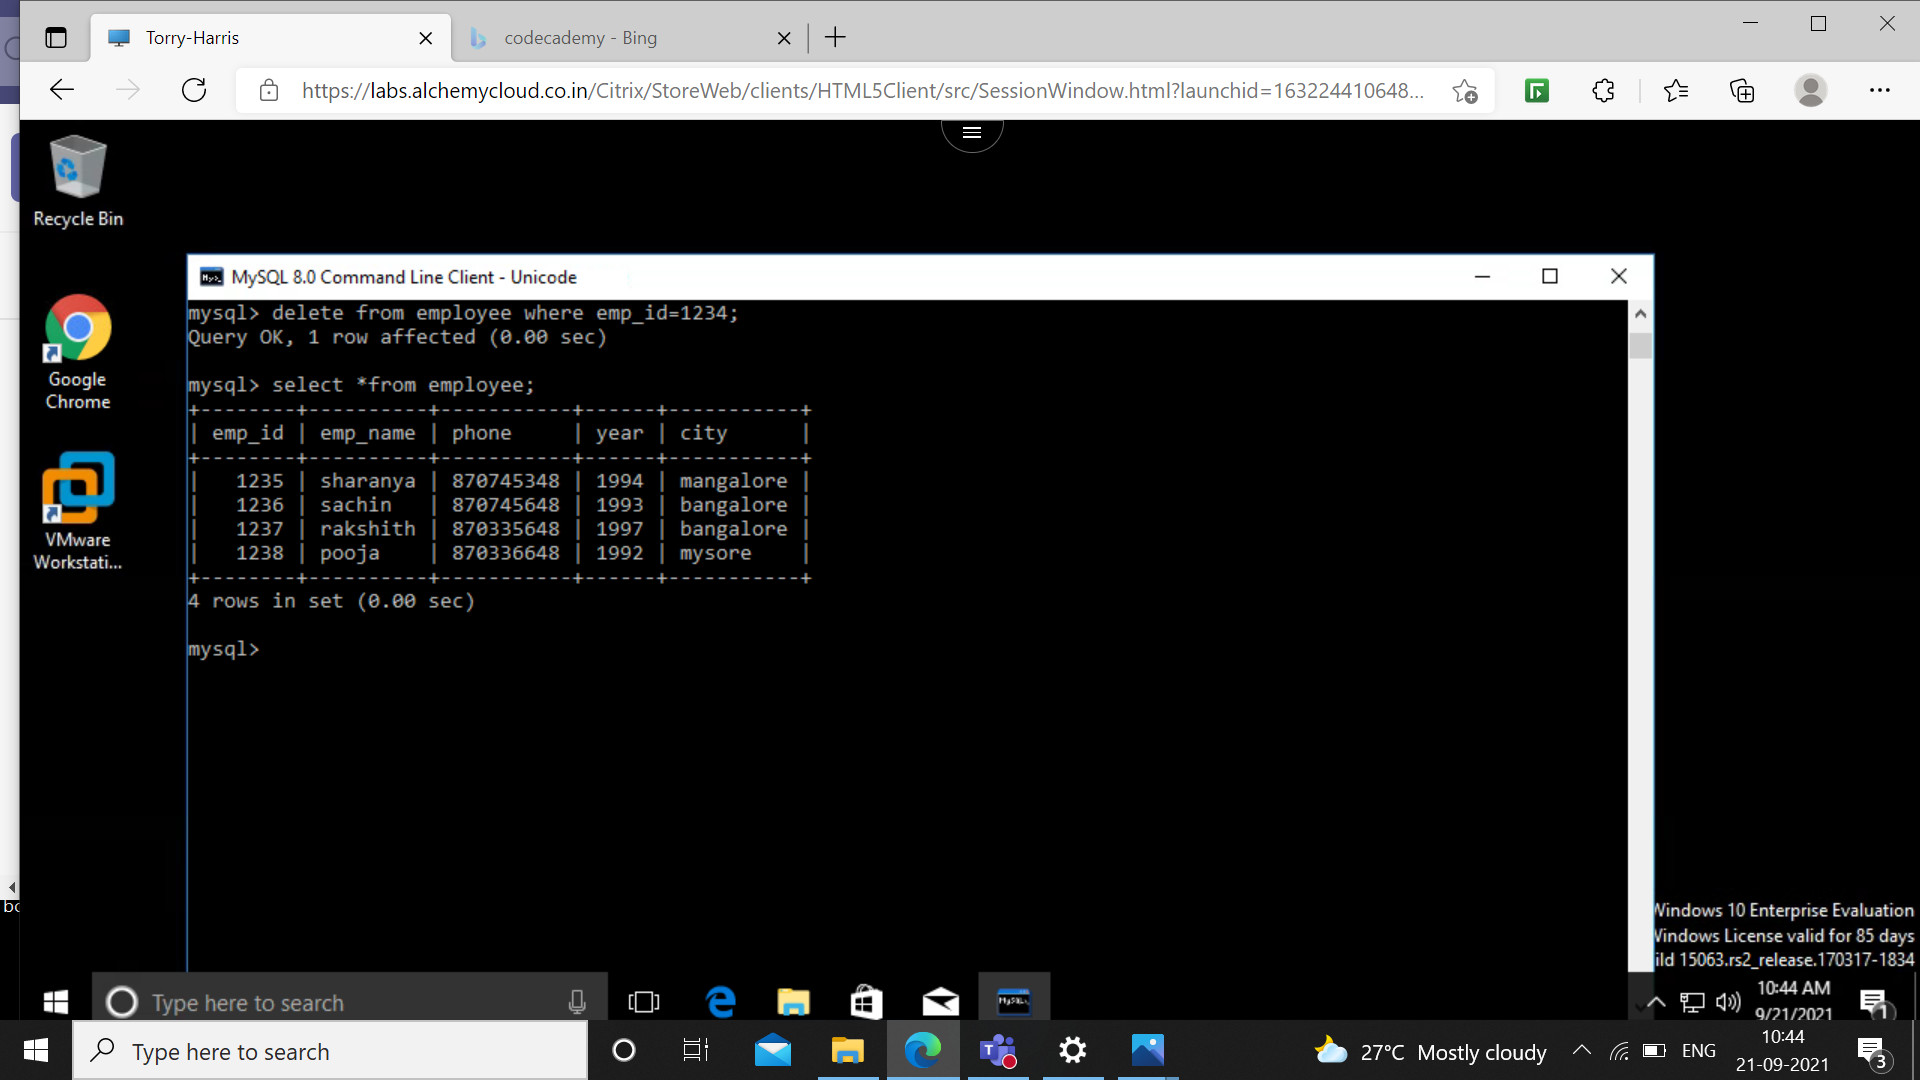 Torry-Harris
codecademy - Bing
https://labs.alchemycloud.co.in/Citrix/StoreWeb/clients/HTML5Client/src/SessionWindow.html?launchid=163224410648...
Recycle Bin
Google
Chrome
VMware
Workstati...
MySQL 8.0 Command Line Client - Unicode
mysql> delete from employee where emp_id=1234;
Query OK, 1 row affected (0.00 sec)
mysql> select *from employee;
+--------+----------+-----------+------+-----------+
| emp_id | emp_name | phone     | year | city      |
+--------+----------+-----------+------+-----------+
|   1235 | sharanya | 870745348 | 1994 | mangalore |
|   1236 | sachin   | 870745648 | 1993 | bangalore |
|   1237 | rakshith | 870335648 | 1997 | bangalore |
|   1238 | pooja    | 870336648 | 1992 | mysore    |
+--------+----------+-----------+------+-----------+
4 rows in set (0.00 sec)
mysql>
Windows 10 Enterprise Evaluation
Windows License valid for 85 days
ild 15063.rs2_release.170317-1834
Type here to search
10:44 AM
9/21/2021
1
Type here to search
27°C Mostly cloudy
ENG
10:44
21-09-2021
3